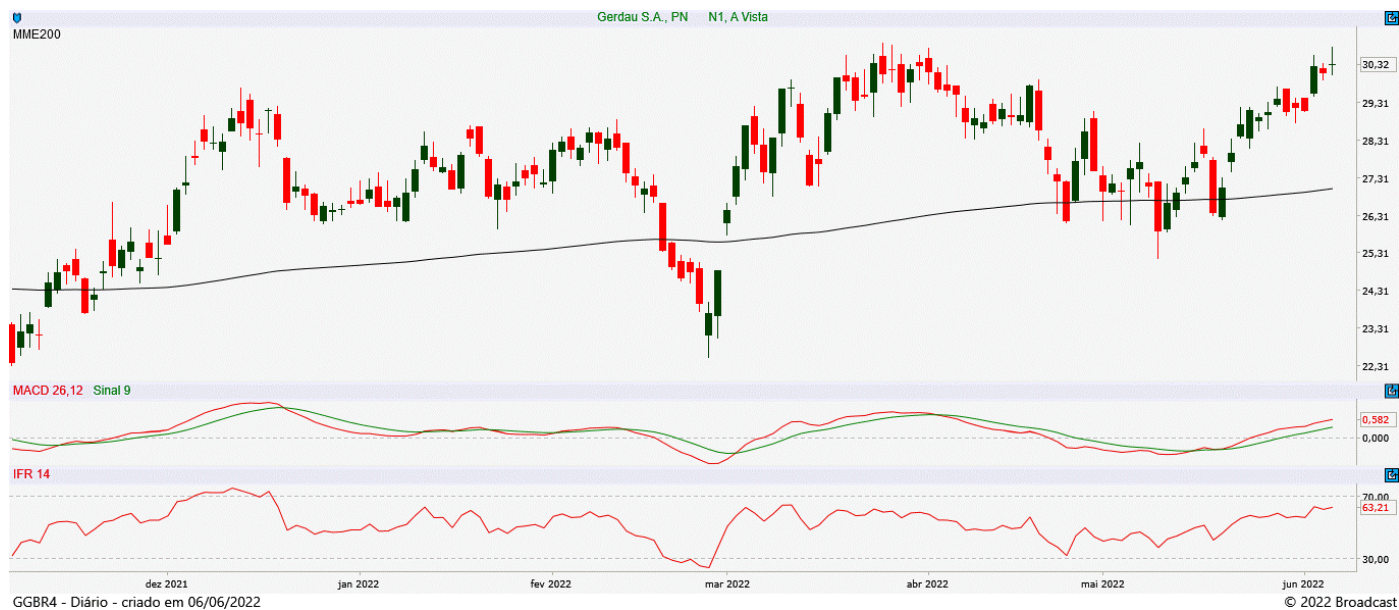 Gerdau S.A., PN N1, A Vista
MME200
30,32
29,31
28,31
27,31
26,31
25,31
24,31
23,31
22,31
MACD 26,12 Sinal 9
0,582
0,000
IFR 14
70,00
63,21
30,00
dez 2021 jan 2022 fev 2022 mar 2022 abr 2022 mai 2022 jun 2022
GGBR4 - Diário - criado em 06/06/2022 © 2022 Broadcast